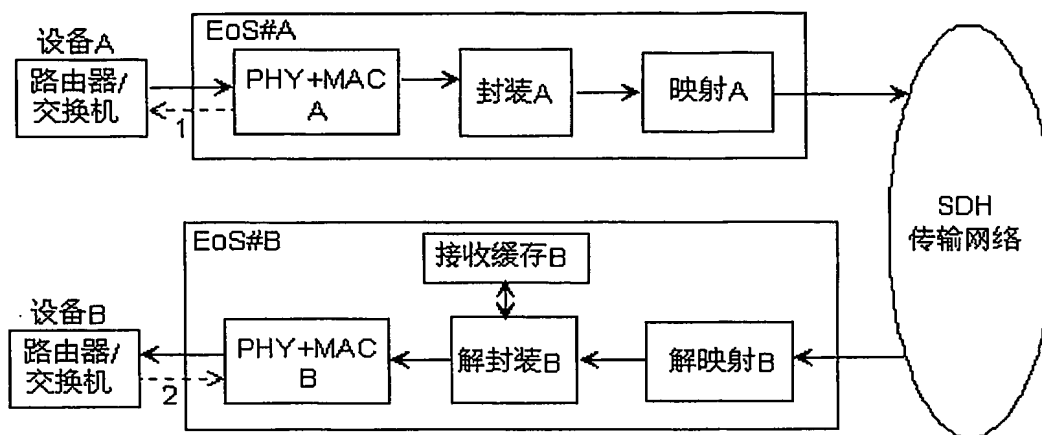 EoS#A
设备A
路由器/
交换机
1
PHY+MAC
A
封装A
映射A
SDH
传输网络
EoS#B
接收缓存B
设备B
路由器/
交换机
2
PHY+MAC
B
解封装B
解映射B